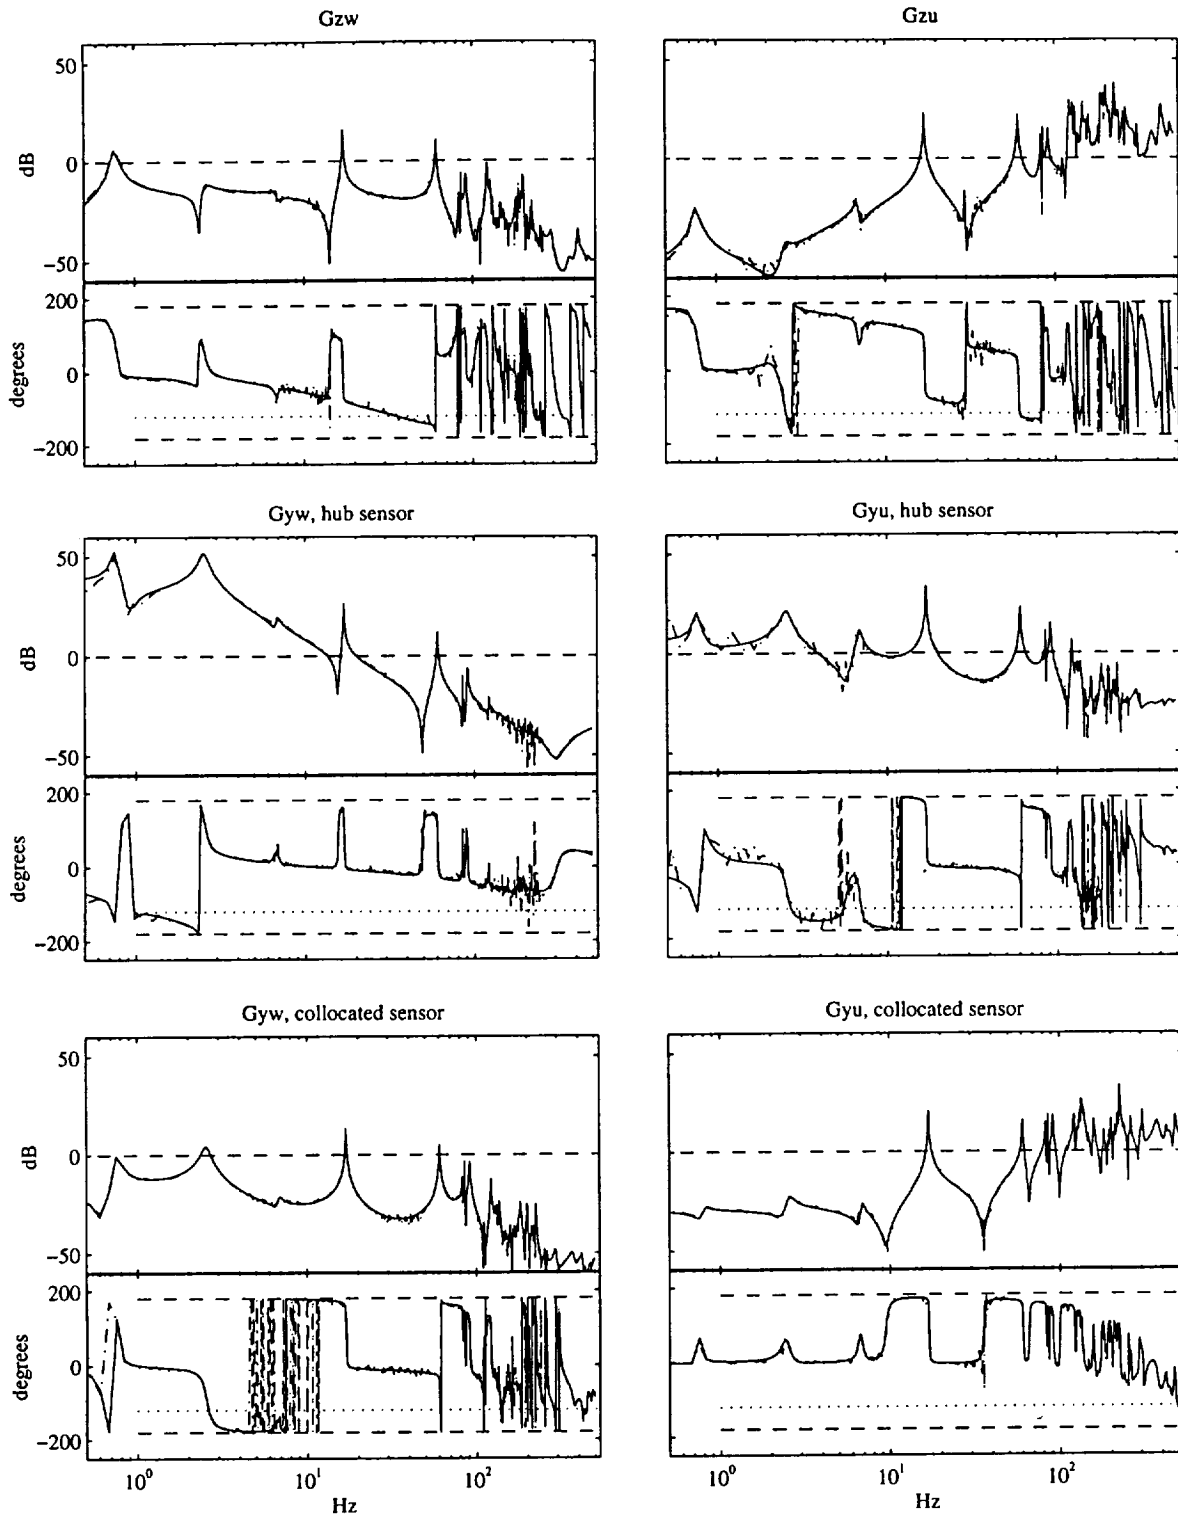 Gzw
Gzu
50
0
-50
dB
200
0
-200
degrees
Gyw, hub sensor
Gyu, hub sensor
50
0
-50
dB
200
0
-200
degrees
Gyw, collocated sensor
Gyu, collocated sensor
50
0
-50
dB
200
0
-200
degrees
10^0
10^1
10^2
Hz
10^0
10^1
10^2
Hz